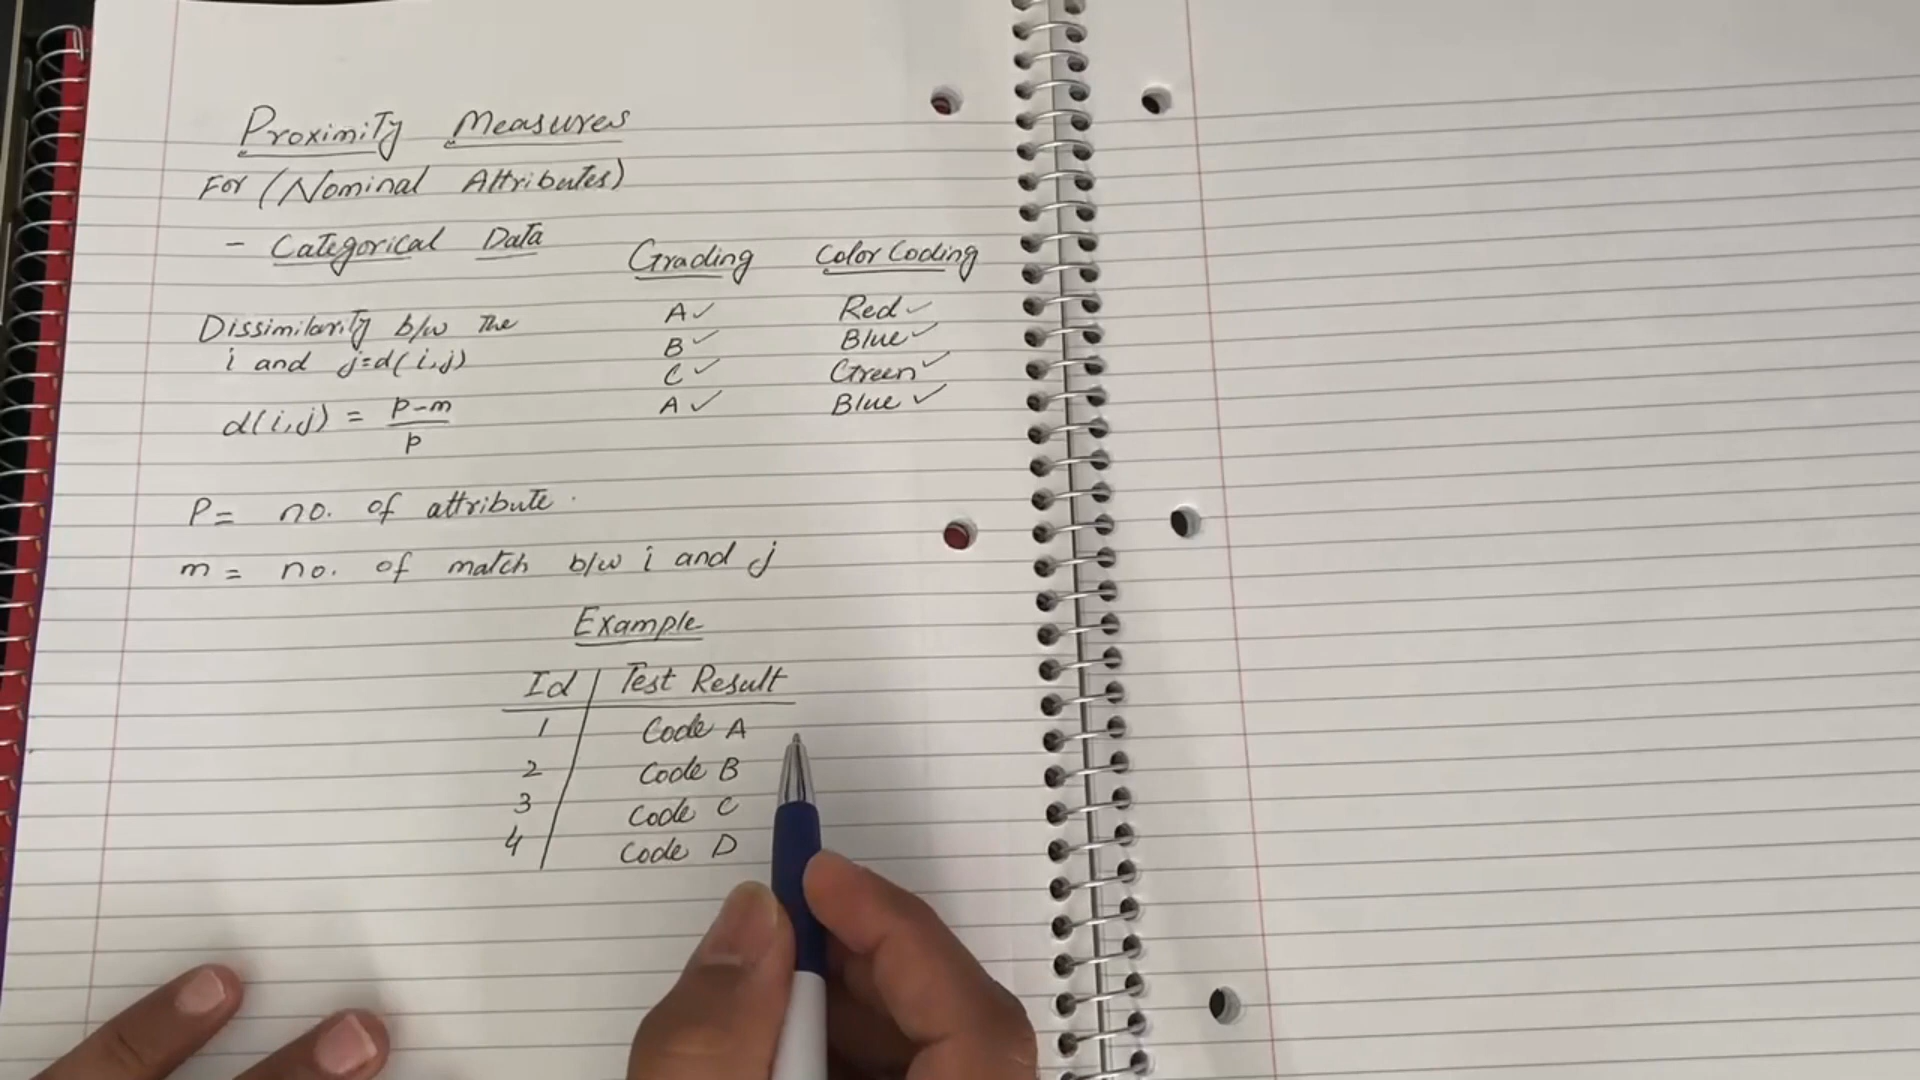 Proximity Measures
For (Nominal Attributes)
- Categorical Data
Dissimilarity b/w The
i and j=d(i,j)
d(i,j) = p-m
p
Grading
A ✓
B ✓
C ✓
A ✓
Color Coding
Red ✓
Blue ✓
Green ✓
Blue ✓
P = no. of attribute.
m = no. of match b/w i and j
Example
Id Test Result
1 Code A
2 Code B
3 Code C
4 Code D